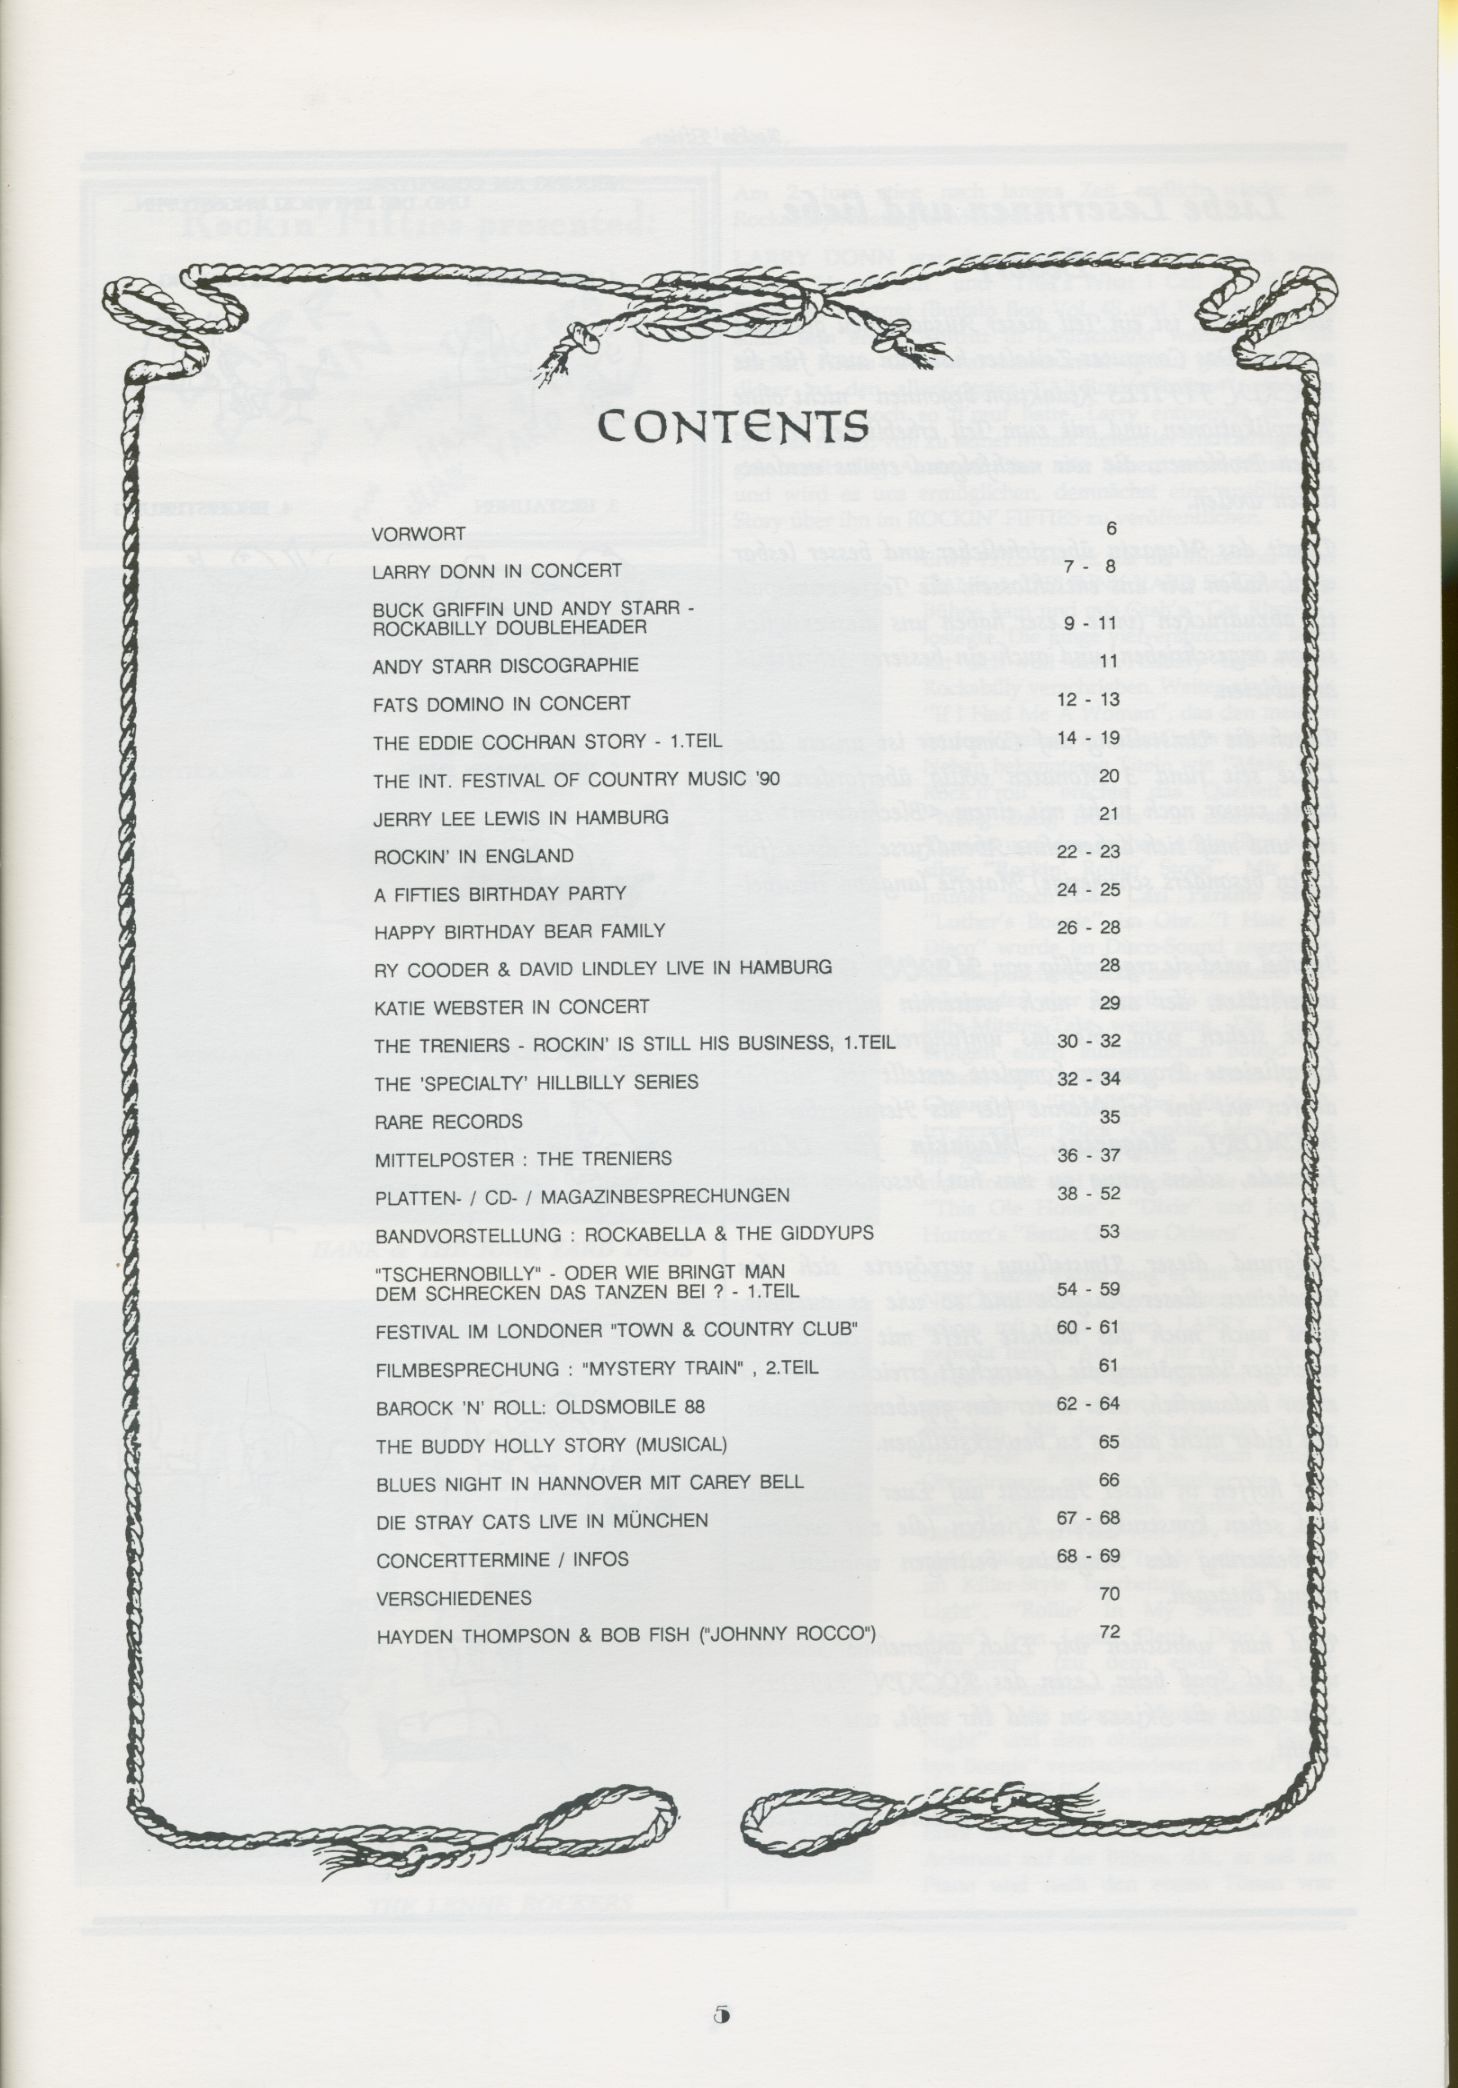 CONTENTS
VORWORT 6
LARRY DONN IN CONCERT 7 - 8
BUCK GRIFFIN UND ANDY STARR -
ROCKABILLY DOUBLEHEADER 9 - 11
ANDY STARR DISCOGRAPHIE 11
FATS DOMINO IN CONCERT 12 - 13
THE EDDIE COCHRAN STORY - 1.TEIL 14 - 19
THE INT. FESTIVAL OF COUNTRY MUSIC '90 20
JERRY LEE LEWIS IN HAMBURG 21
ROCKIN' IN ENGLAND 22 - 23
A FIFTIES BIRTHDAY PARTY 24 - 25
HAPPY BIRTHDAY BEAR FAMILY 26 - 28
RY COODER & DAVID LINDLEY LIVE IN HAMBURG 28
KATIE WEBSTER IN CONCERT 29
THE TRENIERS - ROCKIN' IS STILL HIS BUSINESS, 1.TEIL 30 - 32
THE 'SPECIALTY' HILLBILLY SERIES 32 - 34
RARE RECORDS 35
MITTELPOSTER : THE TRENIERS 36 - 37
PLATTEN- / CD- / MAGAZINBESPRECHUNGEN 38 - 52
BANDVORSTELLUNG : ROCKABELLA & THE GIDDYUPS 53
"TSCHERNOBILLY" - ODER WIE BRINGT MAN
DEM SCHRECKEN DAS TANZEN BEI ? - 1.TEIL 54 - 59
FESTIVAL IM LONDONER "TOWN & COUNTRY CLUB" 60 - 61
FILMBESPRECHUNG : "MYSTERY TRAIN" , 2.TEIL 61
BAROCK 'N' ROLL: OLDSMOBILE 88 62 - 64
THE BUDDY HOLLY STORY (MUSICAL) 65
BLUES NIGHT IN HANNOVER MIT CAREY BELL 66
DIE STRAY CATS LIVE IN MÜNCHEN 67 - 68
CONCERTTERMINE / INFOS 68 - 69
VERSCHIEDENES 70
HAYDEN THOMPSON & BOB FISH ("JOHNNY ROCCO") 72
5